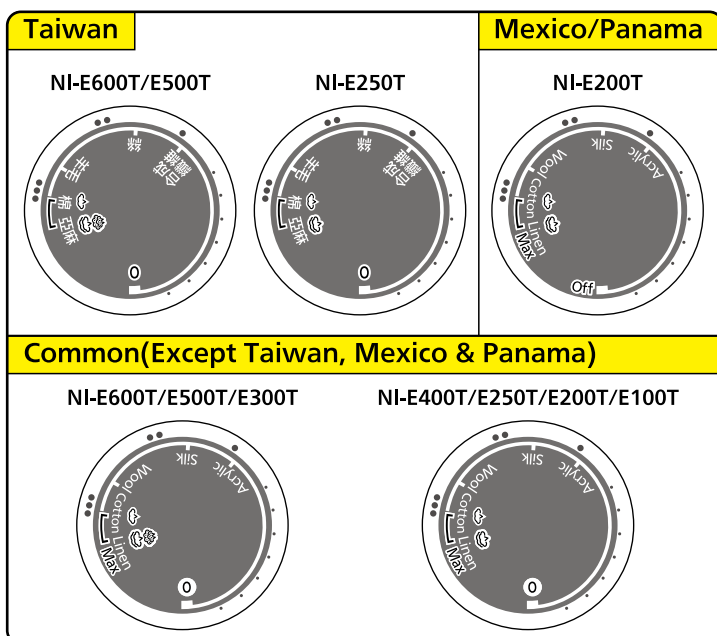 Taiwan
Mexico/Panama
NI-E600T/E500T
NI-E250T
NI-E200T
合成
纖維
絲
羊毛
棉
亞麻
0
合成
纖維
絲
羊毛
棉
亞麻
0
Acrylic
Silk
Wool
Cotton
Linen
Max
Off
Common(Except Taiwan, Mexico & Panama)
NI-E600T/E500T/E300T
NI-E400T/E250T/E200T/E100T
Acrylic
Silk
Wool
Cotton
Linen
Max
0
Acrylic
Silk
Wool
Cotton
Linen
Max
0